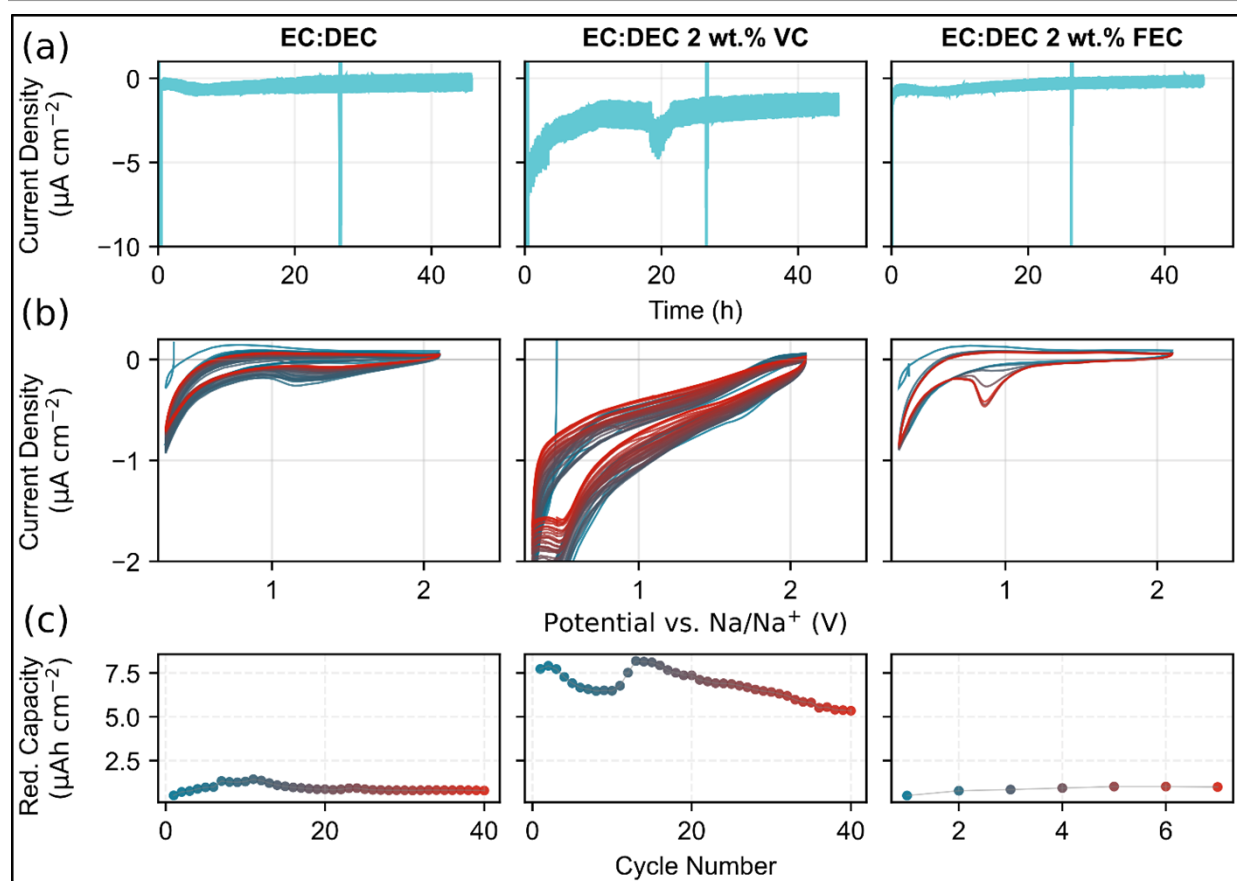 (a)
EC:DEC
EC:DEC 2 wt.% VC
EC:DEC 2 wt.% FEC
Current Density
(µA cm⁻²)
0
−5
−10
0 20 40
0 20 40
0 20 40
Time (h)
(b)
Current Density
(µA cm⁻²)
0
−1
−2
1 2
1 2
1 2
Potential vs. Na/Na⁺ (V)
(c)
Red. Capacity
(µAh cm⁻²)
7.5
5.0
2.5
0 20 40
0 20 40
2 4 6
Cycle Number